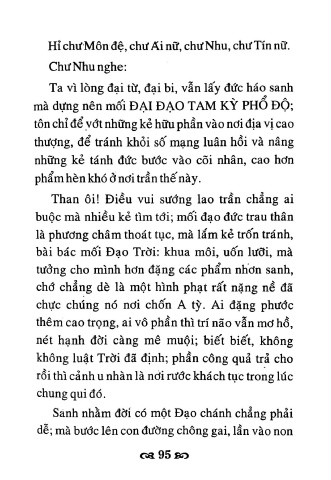 Hỉ chư Môn đệ, chư Ái nữ, chư Nhu, chư Tín nữ.
Chư Nhu nghe:
Ta vì lòng đại từ, đại bi, vẫn lấy đức háo sanh
mà dựng nên mối ĐẠI ĐẠO TAM KỲ PHỔ ĐỘ;
tôn chỉ để vớt những kẻ hữu phần vào nơi địa vị cao
thượng, để tránh khỏi số mạng luân hồi và nâng
những kẻ tánh đức bước vào cõi nhân, cao hơn
phẩm hèn khó ở nơi trần thế này.
Than ôi! Điều vui sướng lao trần chẳng ai
buộc mà nhiều kẻ tìm tới; mối đạo đức trau thân
là phương châm thoát tục, mà lắm kẻ trốn tránh,
bài bác mối Đạo Trời: khua môi, uốn lưỡi, mà
tưởng cho mình hơn đặng các phẩm nhơn sanh,
chớ chẳng dè là một hình phạt rất nặng nề đã
chực chúng nó nơi chốn A tỳ. Ai đặng phước
thêm cao trọng, ai vô phần thì trí não vẫn mơ hồ,
nét hạnh đời càng mê muội; biết biết, không
không luật Trời đã định; phần công quả trả cho
rồi thì cảnh u nhàn là nơi rước khách tục trong lúc
chung qui đó.
Sanh nhằm đời có một Đạo chánh chẳng phải
dễ; mà bước lên con đường chông gai, lần vào non
95